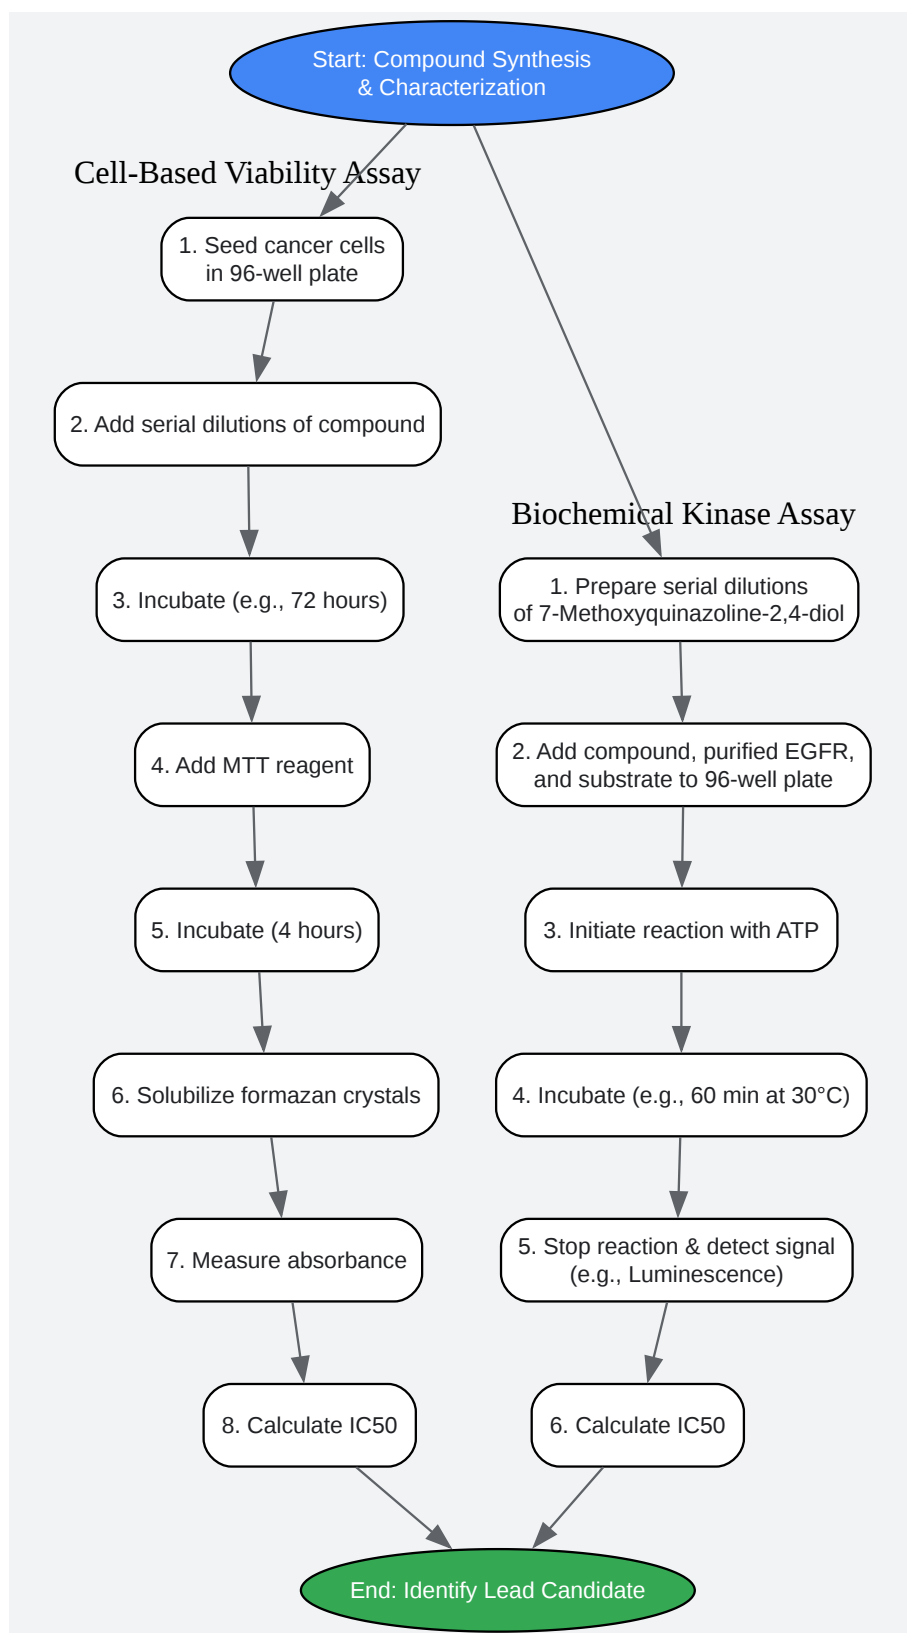 Start: Compound Synthesis
& Characterization
Cell-Based Viability Assay
1. Seed cancer cells
in 96-well plate
2. Add serial dilutions of compound
3. Incubate (e.g., 72 hours)
4. Add MTT reagent
5. Incubate (4 hours)
6. Solubilize formazan crystals
7. Measure absorbance
8. Calculate IC50
Biochemical Kinase Assay
1. Prepare serial dilutions
of 7-Methoxyquinazoline-2,4-diol
2. Add compound, purified EGFR,
and substrate to 96-well plate
3. Initiate reaction with ATP
4. Incubate (e.g., 60 min at 30°C)
5. Stop reaction & detect signal
(e.g., Luminescence)
6. Calculate IC50
End: Identify Lead Candidate